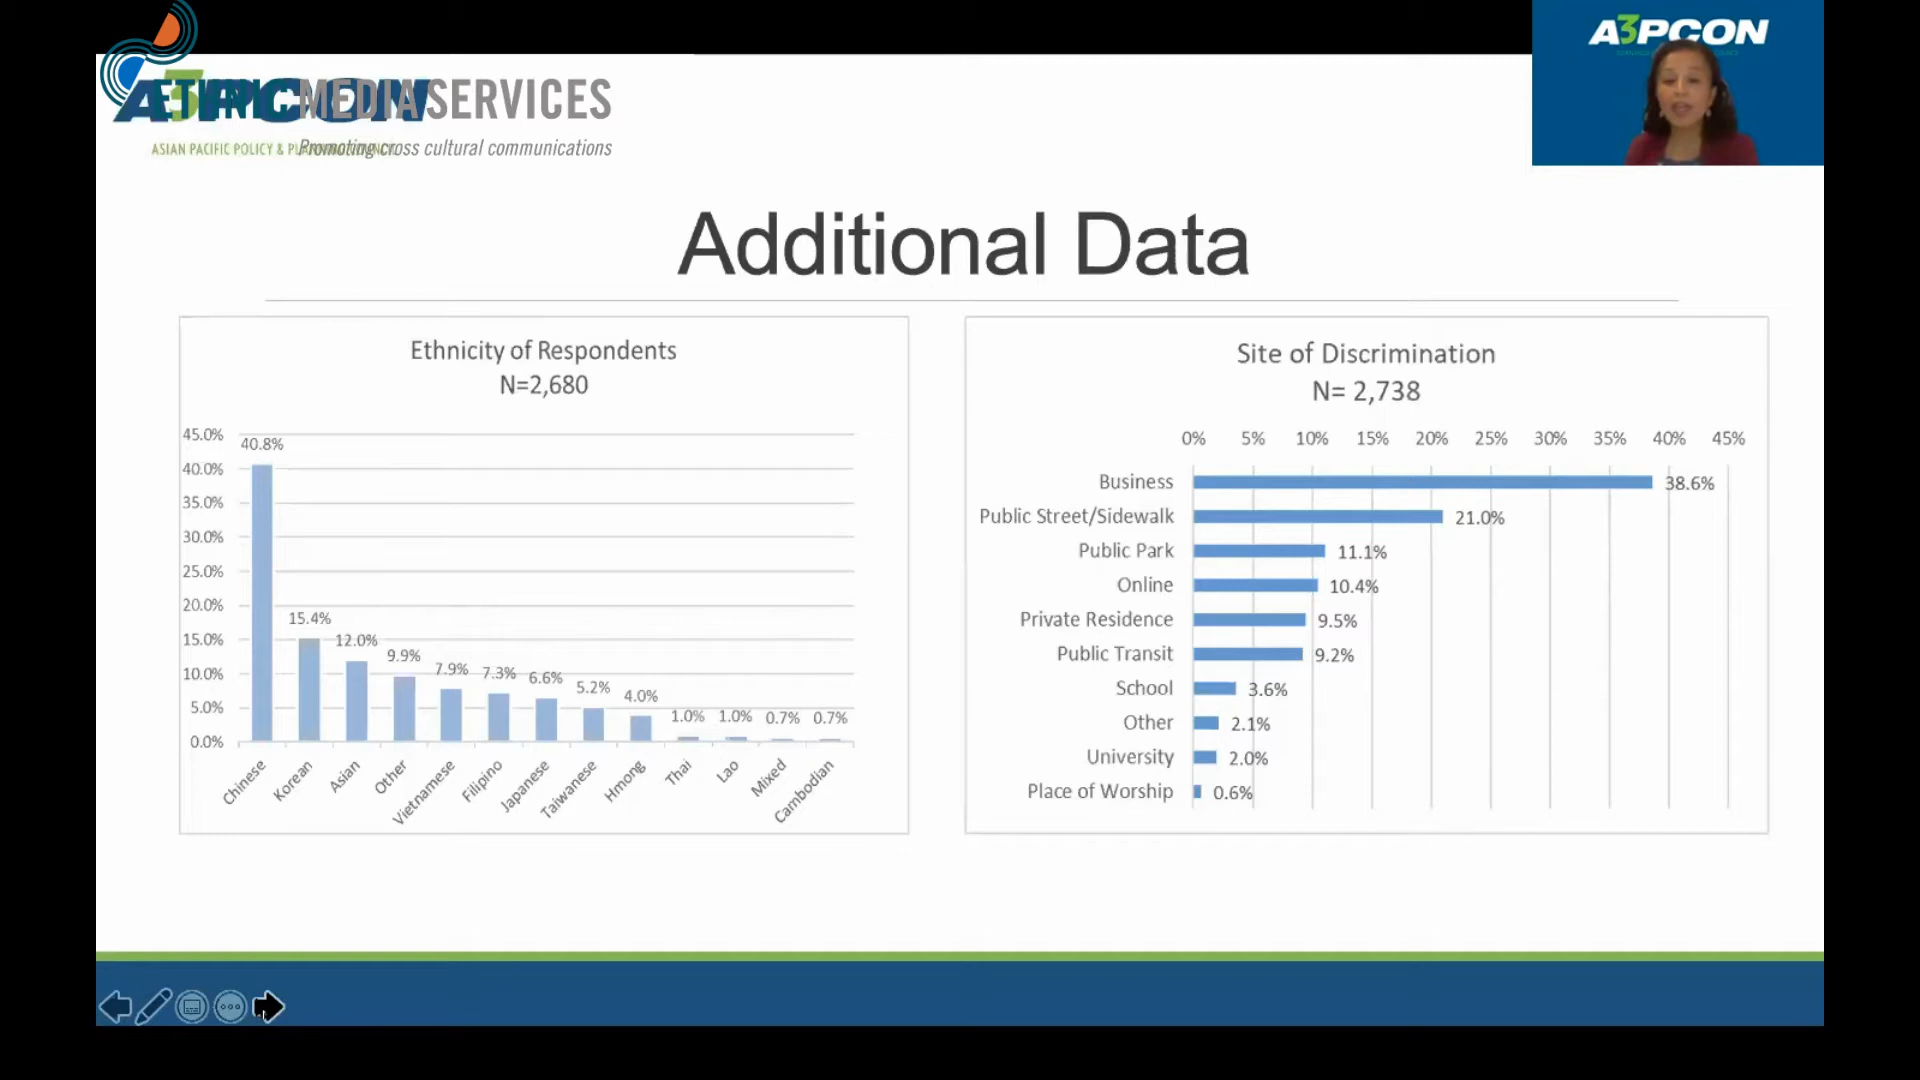 A3PCON
ETHNIC MEDIA SERVICES
ASIAN PACIFIC POLICY &
Promoting cross cultural communications
A3PCON
Additional Data
Ethnicity of Respondents
N=2,680
45.0%
40.0%
35.0%
30.0%
25.0%
20.0%
15.0%
10.0%
5.0%
0.0%
40.8%
15.4%
12.0%
9.9%
7.9%
7.3%
6.6%
5.2%
4.0%
1.0%
1.0%
0.7%
0.7%
Chinese
Korean
Asian
Other
Vietnamese
Filipino
Japanese
Taiwanese
Hmong
Thai
Lao
Mixed
Cambodian
Site of Discrimination
N= 2,738
0% 5% 10% 15% 20% 25% 30% 35% 40% 45%
Business 38.6%
Public Street/Sidewalk 21.0%
Public Park 11.1%
Online 10.4%
Private Residence 9.5%
Public Transit 9.2%
School 3.6%
Other 2.1%
University 2.0%
Place of Worship 0.6%